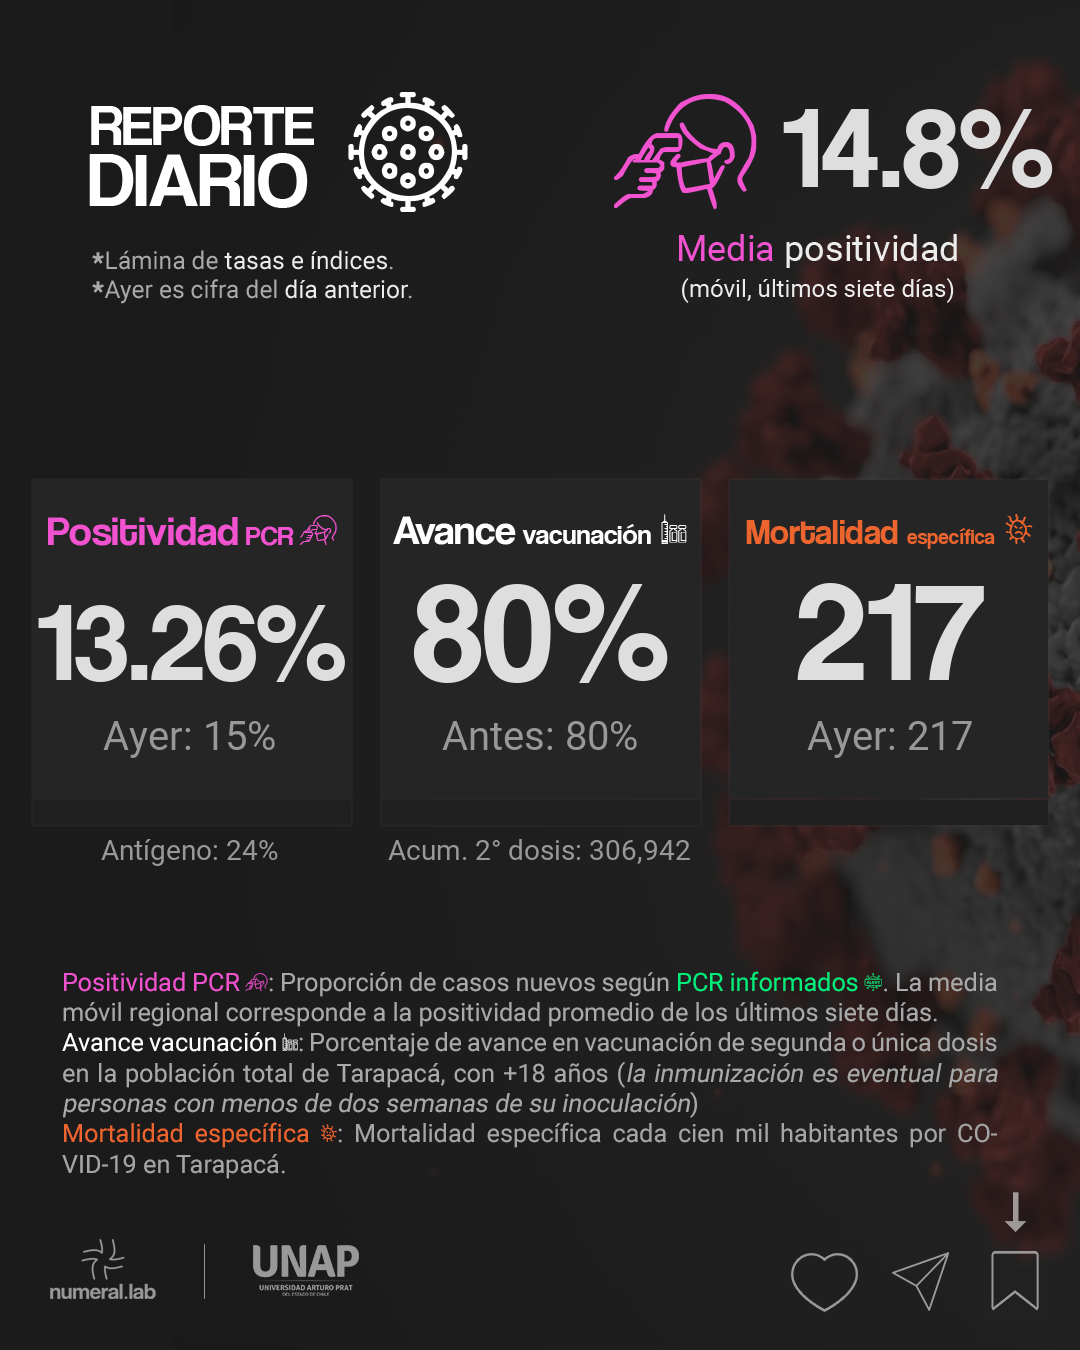 REPORTE
DIARIO
*Lámina de tasas e índices.
*Ayer es cifra del día anterior.
14.8%
Media positividad
(móvil, últimos siete días)
Positividad PCR
13.26%
Ayer: 15%
Antígeno: 24%
Avance vacunación
80%
Antes: 80%
Acum. 2° dosis: 306,942
Mortalidad específica
217
Ayer: 217
Positividad PCR : Proporción de casos nuevos según PCR informados . La media
móvil regional corresponde a la positividad promedio de los últimos siete días.
Avance vacunación : Porcentaje de avance en vacunación de segunda o única dosis
en la población total de Tarapacá, con +18 años (la inmunización es eventual para
personas con menos de dos semanas de su inoculación)
Mortalidad específica : Mortalidad específica cada cien mil habitantes por CO-
VID-19 en Tarapacá.
numeral.lab
UNAP
UNIVERSIDAD ARTURO PRAT
DEL ESTADO DE CHILE